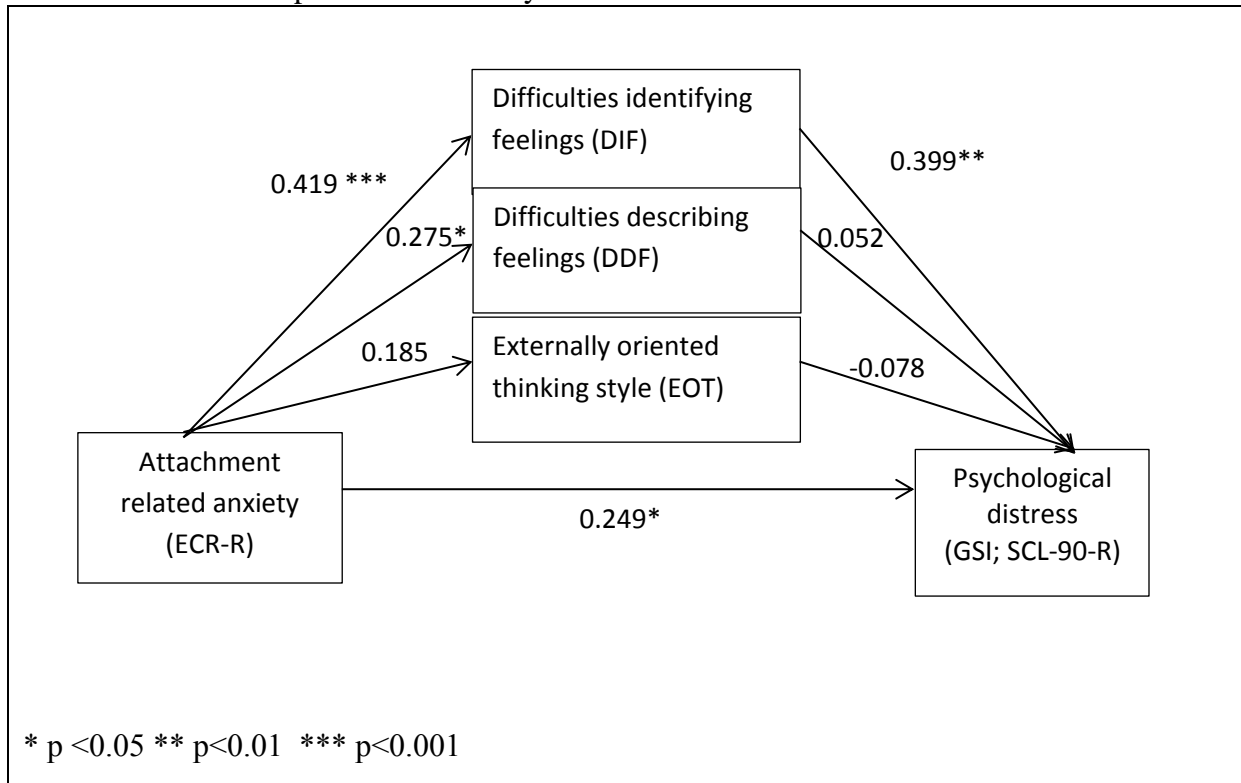 Difficulties identifying
feelings (DIF)
0.419 ***
0.399**
Difficulties describing
feelings (DDF)
0.275*
0.052
Externally oriented
thinking style (EOT)
0.185
-0.078
Attachment
related anxiety
(ECR-R)
0.249*
Psychological
distress
(GSI; SCL-90-R)
* p <0.05 ** p<0.01 *** p<0.001